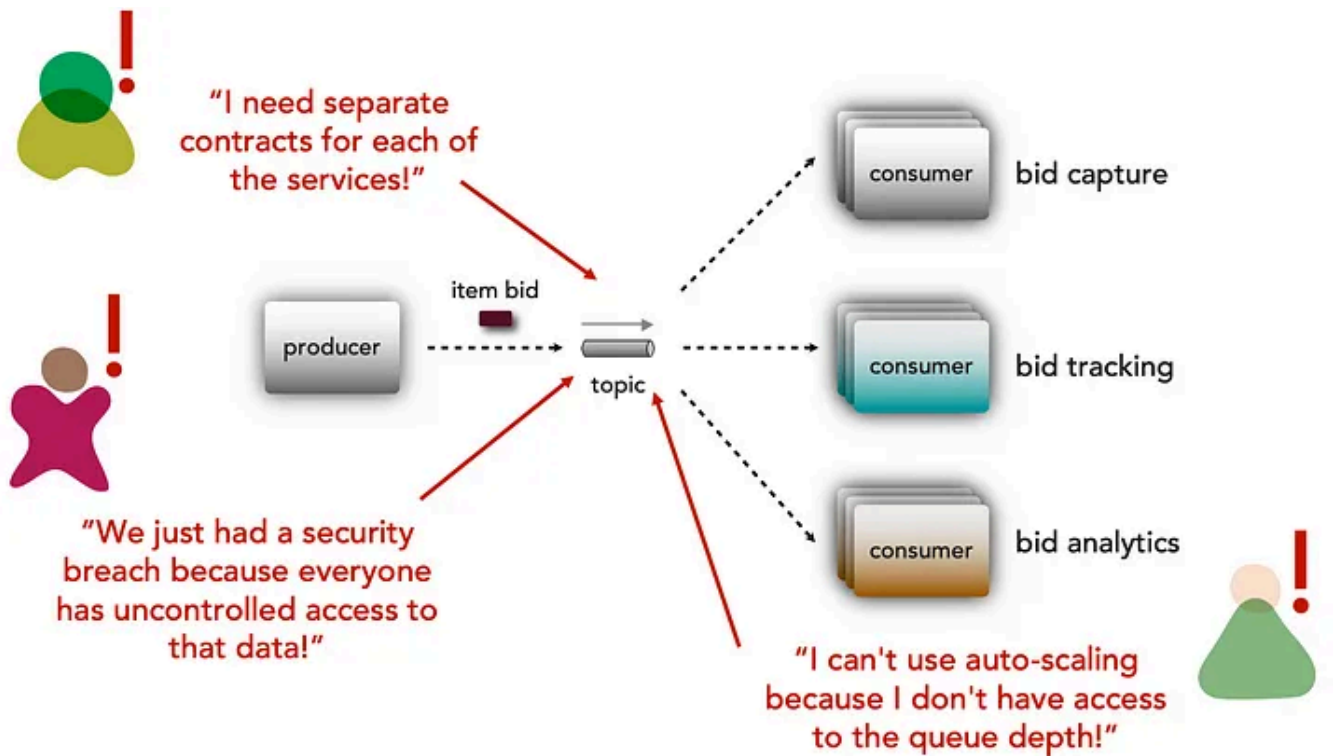 “I need separate
contracts for each of
the services!”
consumer
bid capture
item bid
producer
topic
consumer
bid tracking
“We just had a security
breach because everyone
has uncontrolled access to
that data!”
consumer
bid analytics
“I can't use auto-scaling
because I don't have access
to the queue depth!”